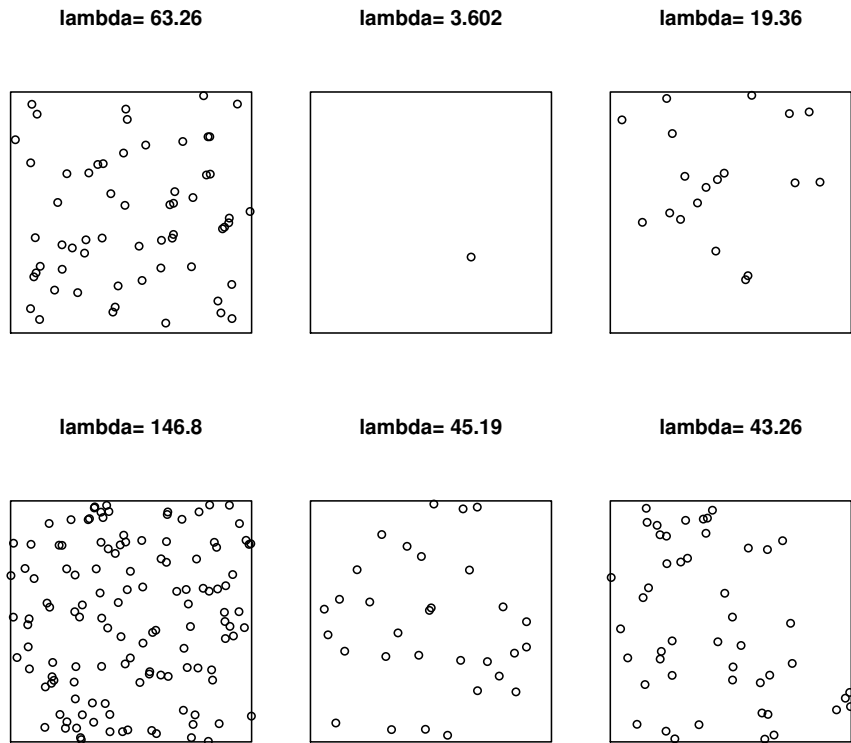 lambda= 63.26
lambda= 3.602
lambda= 19.36
lambda= 146.8
lambda= 45.19
lambda= 43.26